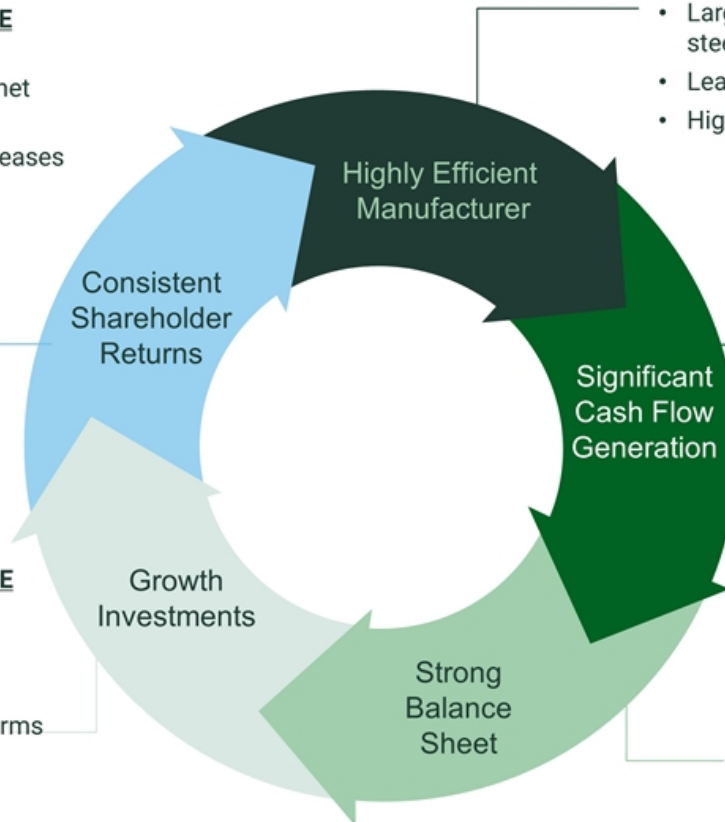 Highly Efficient
Manufacturer
Significant
Cash Flow
Generation
Strong
Balance
Sheet
Growth
Investments
Consistent
Shareholder
Returns